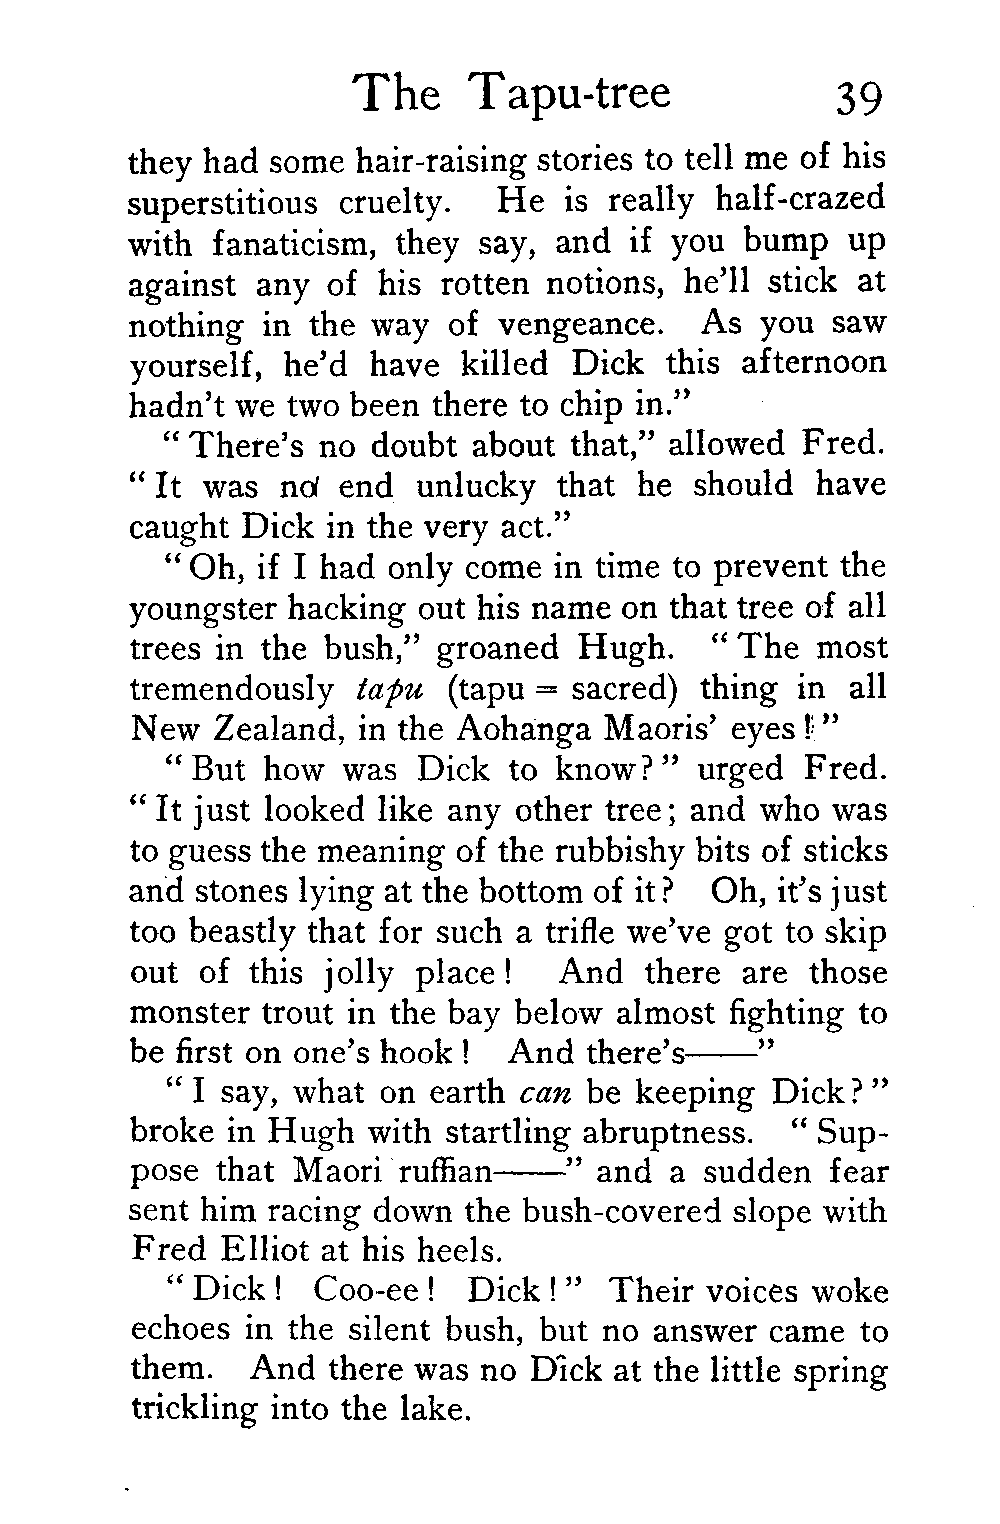 The Tapu-tree 39
they had some hair-raising stories to tell me of his
superstitious cruelty. He is really half-crazed
with fanaticism, they say, and if you bump up
against any of his rotten notions, he'll stick at
nothing in the way of vengeance. As you saw
yourself, he'd have killed Dick this afternoon
hadn't we two been there to chip in."
"There's no doubt about that," allowed Fred.
"It was no end unlucky that he should have
caught Dick in the very act."
"Oh, if I had only come in time to prevent the
youngster hacking out his name on that tree of all
trees in the bush," groaned Hugh. "The most
tremendously tapu (tapu = sacred) thing in all
New Zealand, in the Aohanga Maoris' eyes!"
"But how was Dick to know?" urged Fred.
"It just looked like any other tree; and who was
to guess the meaning of the rubbishy bits of sticks
and stones lying at the bottom of it? Oh, it's just
too beastly that for such a trifle we've got to skip
out of this jolly place! And there are those
monster trout in the bay below almost fighting to
be first on one's hook! And there's——"
"I say, what on earth can be keeping Dick?"
broke in Hugh with startling abruptness. "Sup-
pose that Maori ruffian——" and a sudden fear
sent him racing down the bush-covered slope with
Fred Elliot at his heels.
"Dick! Coo-ee! Dick!" Their voices woke
echoes in the silent bush, but no answer came to
them. And there was no Dick at the little spring
trickling into the lake.